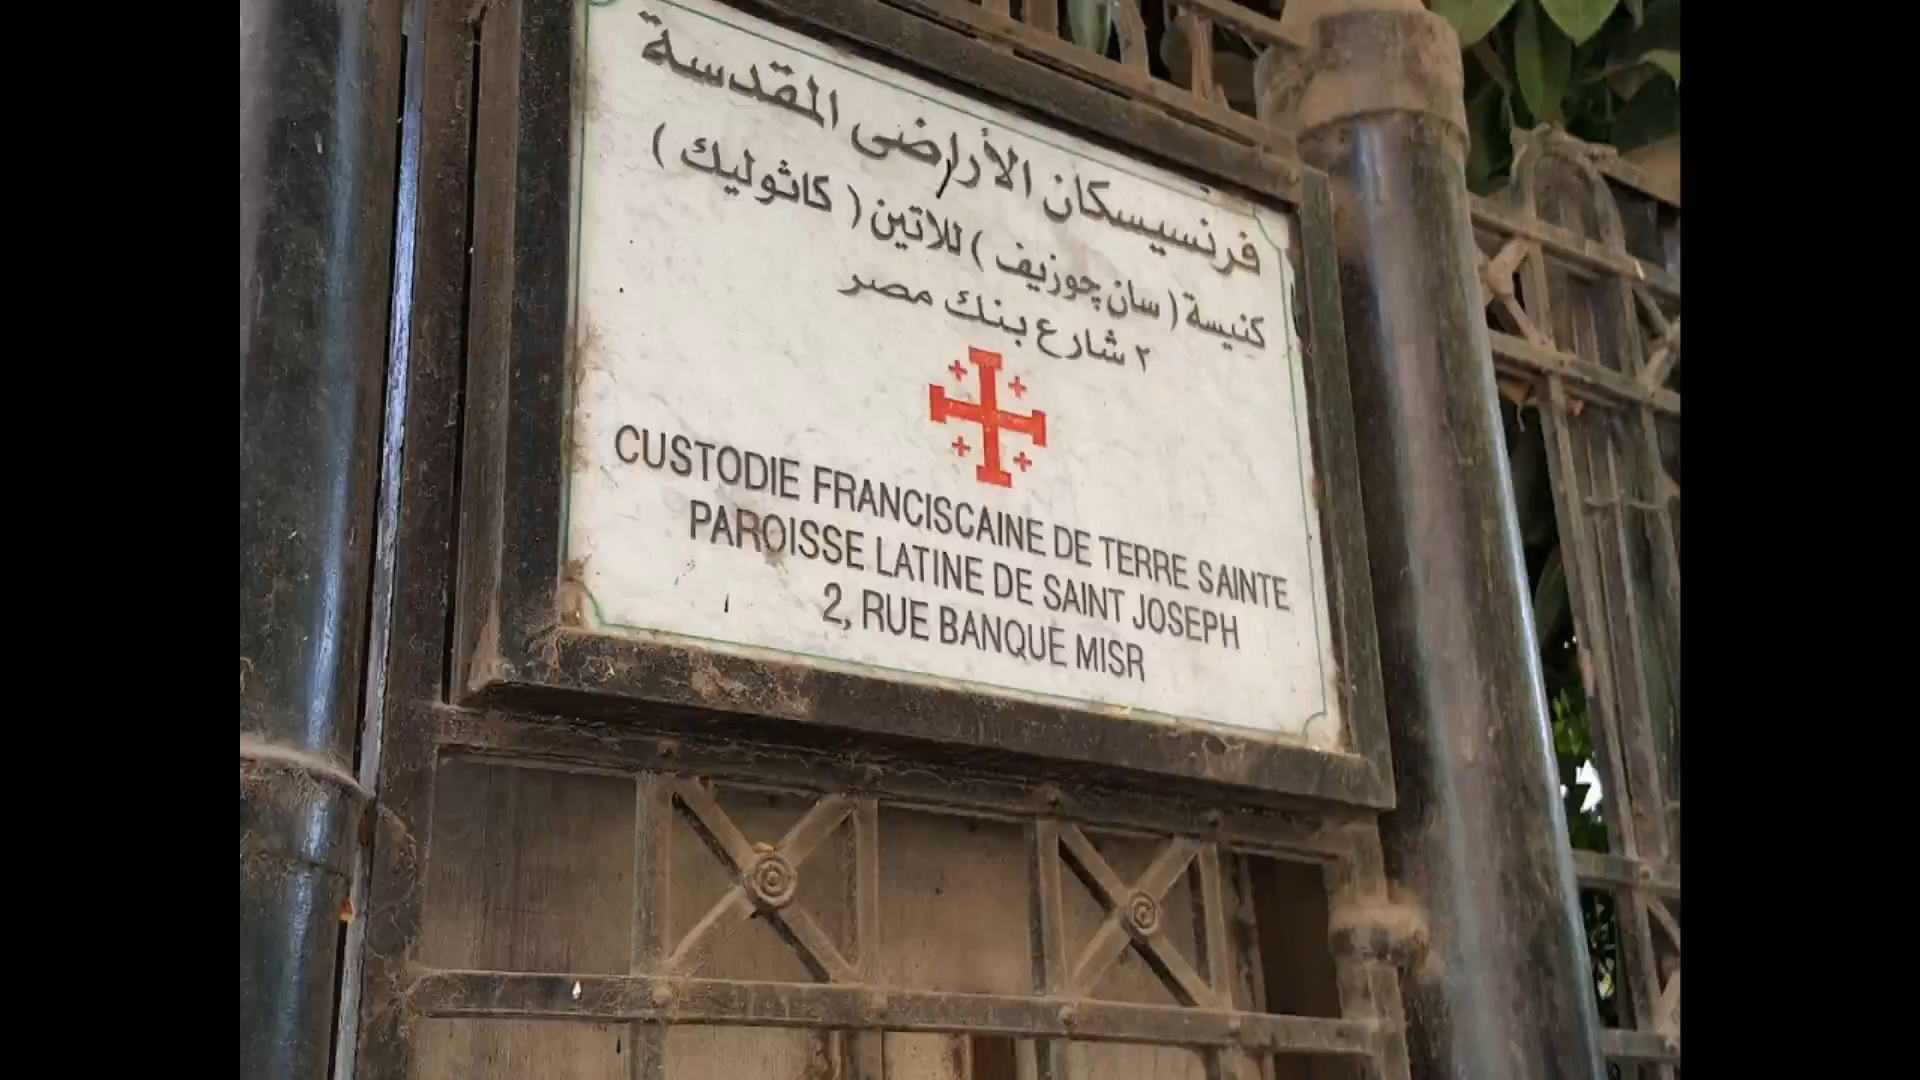 فرنسيسكان الأراضى المقدسة
كنيسة ( سان چوزيف ) للاتين ( كاثوليك )
٢ شارع بنك مصر
CUSTODIE FRANCISCAINE DE TERRE SAINTE
PAROISSE LATINE DE SAINT JOSEPH
2, RUE BANQUE MISR